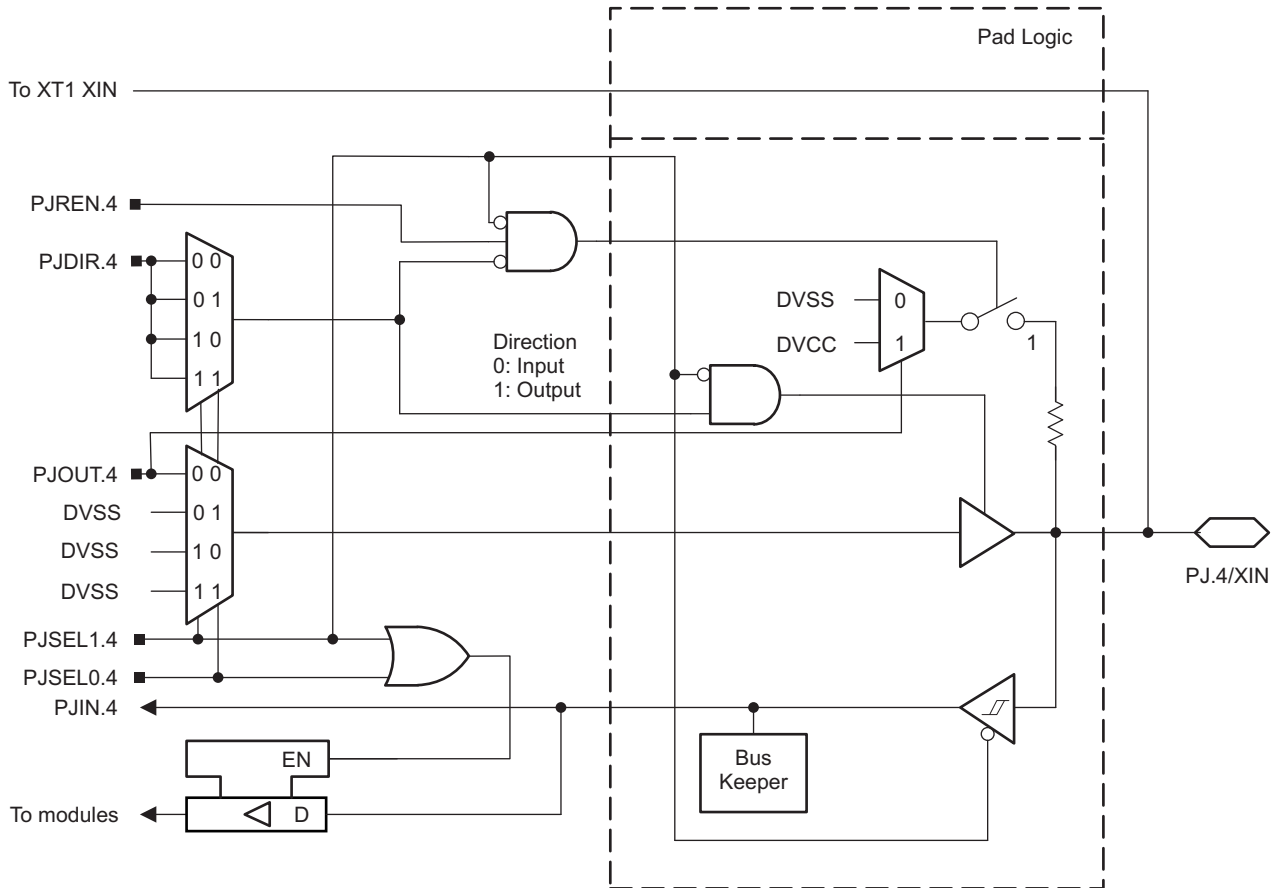 Pad Logic
To XT1 XIN
PJREN.4
PJDIR.4
0 0
0 1
1 0
1 1
Direction
0: Input
1: Output
DVSS
0
DVCC
1
1
PJOUT.4
0 0
DVSS
0 1
DVSS
1 0
DVSS
1 1
PJ.4/XIN
PJSEL1.4
PJSEL0.4
PJIN.4
EN
Bus
Keeper
To modules
D